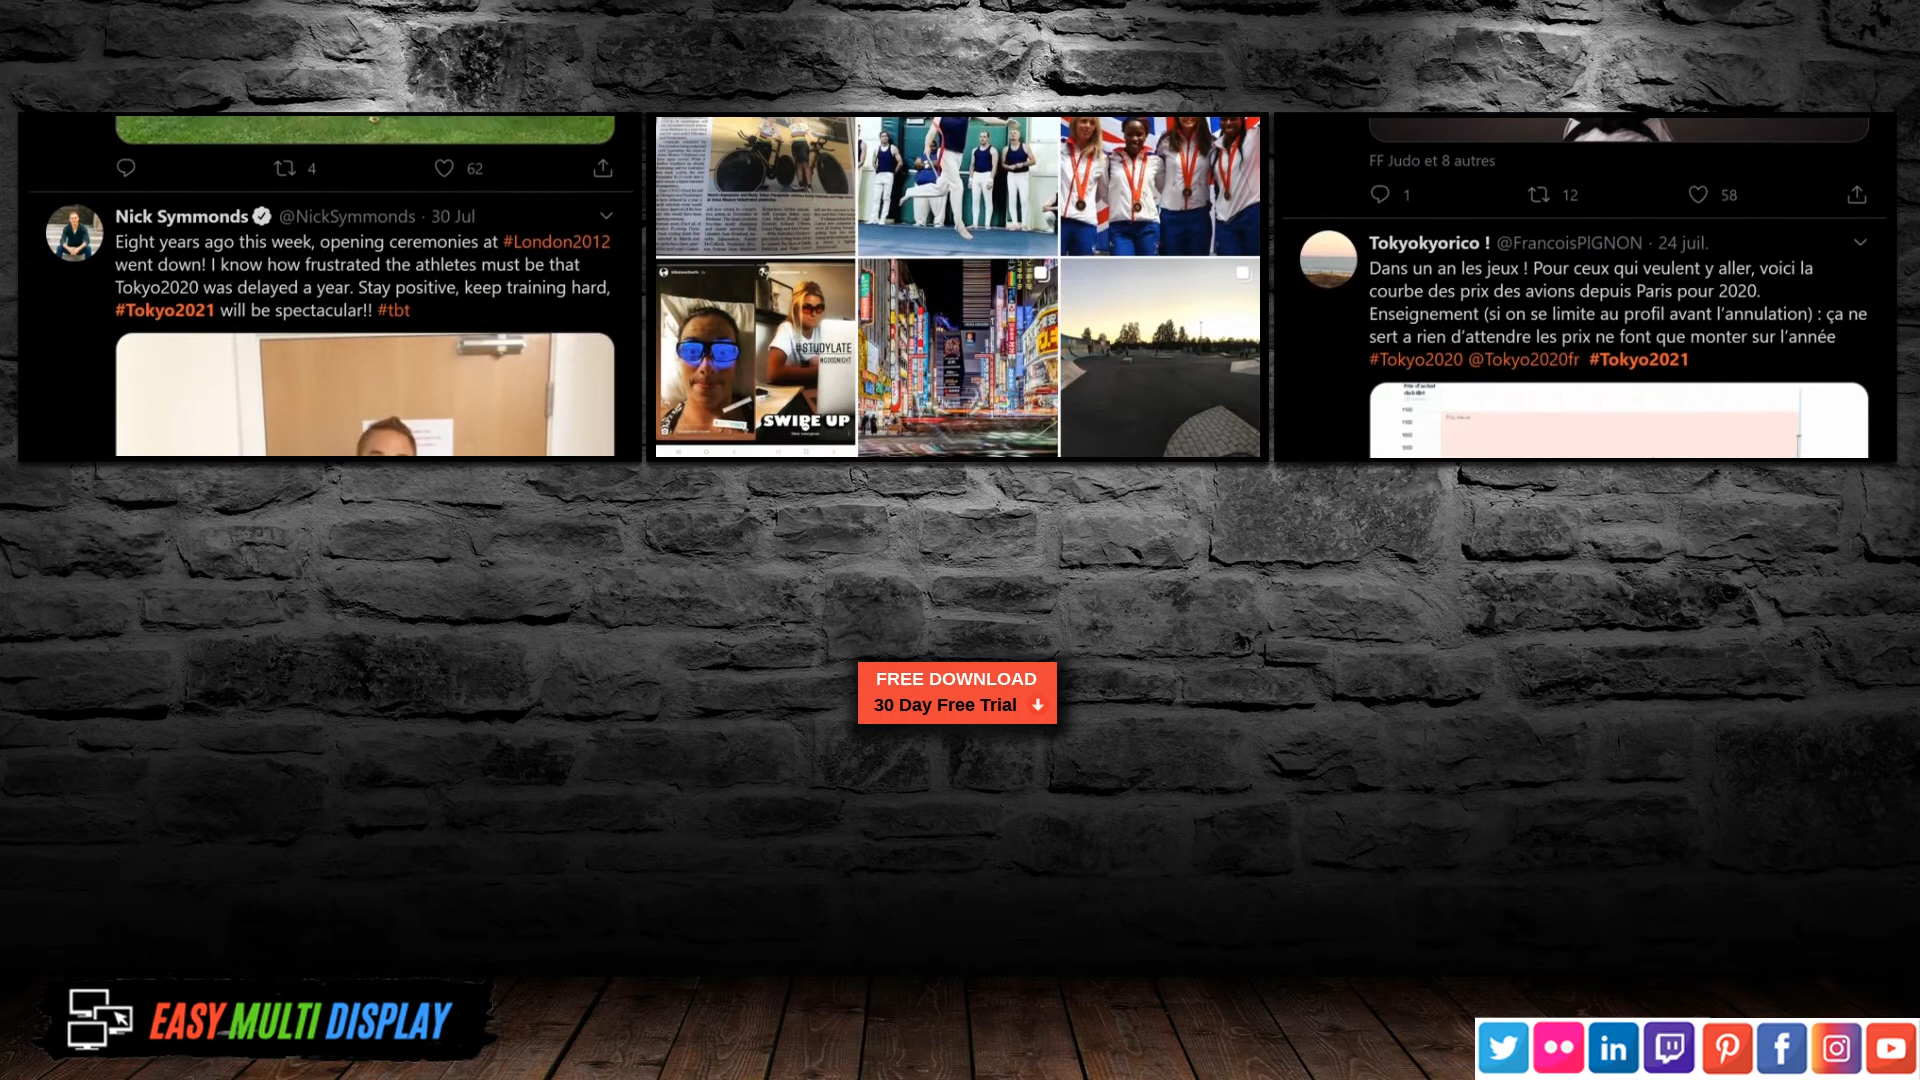 4
62
Nick Symmonds @NickSymmonds · 30 Jul
Eight years ago this week, opening ceremonies at #London2012
went down! I know how frustrated the athletes must be that
Tokyo2020 was delayed a year. Stay positive, keep training hard,
#Tokyo2021 will be spectacular!! #tbt
#STUDYLATE
#GOODNIGHT
SWIPE UP
FF Judo et 8 autres
1
12
58
Tokyokyorico ! @FrancoisPIGNON · 24 juil.
Dans un an les jeux ! Pour ceux qui veulent y aller, voici la
courbe des prix des avions depuis Paris pour 2020.
Enseignement (si on se limite au profil avant l’annulation) : ça ne
sert a rien d’attendre les prix ne font que monter sur l’année
#Tokyo2020 @Tokyo2020fr #Tokyo2021
FREE DOWNLOAD
30 Day Free Trial
EASY MULTI DISPLAY
in